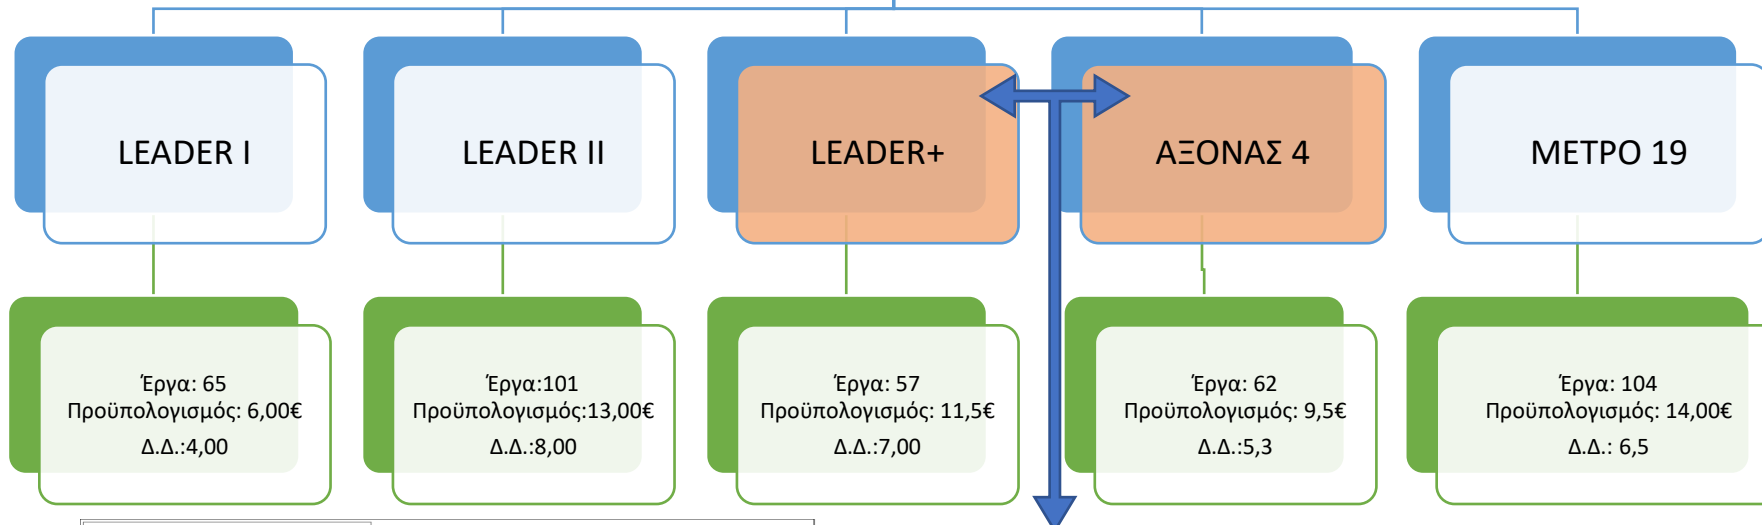 LEADER I
LEADER II
LEADER+
ΑΞΟΝΑΣ 4
ΜΕΤΡΟ 19
Έργα: 65
Προϋπολογισμός: 6,00€
Δ.Δ.:4,00
Έργα:101
Προϋπολογισμός:13,00€
Δ.Δ.:8,00
Έργα: 57
Προϋπολογισμός: 11,5€
Δ.Δ.:7,00
Έργα: 62
Προϋπολογισμός: 9,5€
Δ.Δ.:5,3
Έργα: 104
Προϋπολογισμός: 14,00€
Δ.Δ.: 6,5